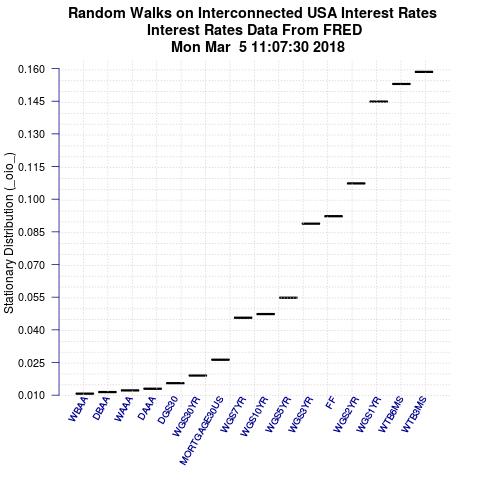 Random Walks on Interconnected USA Interest Rates
Interest Rates Data From FRED
Mon Mar  5 11:07:30 2018
Stationary Distribution (_oio_)
0.160
0.145
0.130
0.115
0.100
0.085
0.070
0.055
0.040
0.025
0.010
WBAA
DBAA
WAAA
DAAA
DGS30
WGS30YR
MORTGAGE30US
WGS7YR
WGS10YR
WGS5YR
WGS3YR
FF
WGS2YR
WGS1YR
WTB6MS
WTB3MS